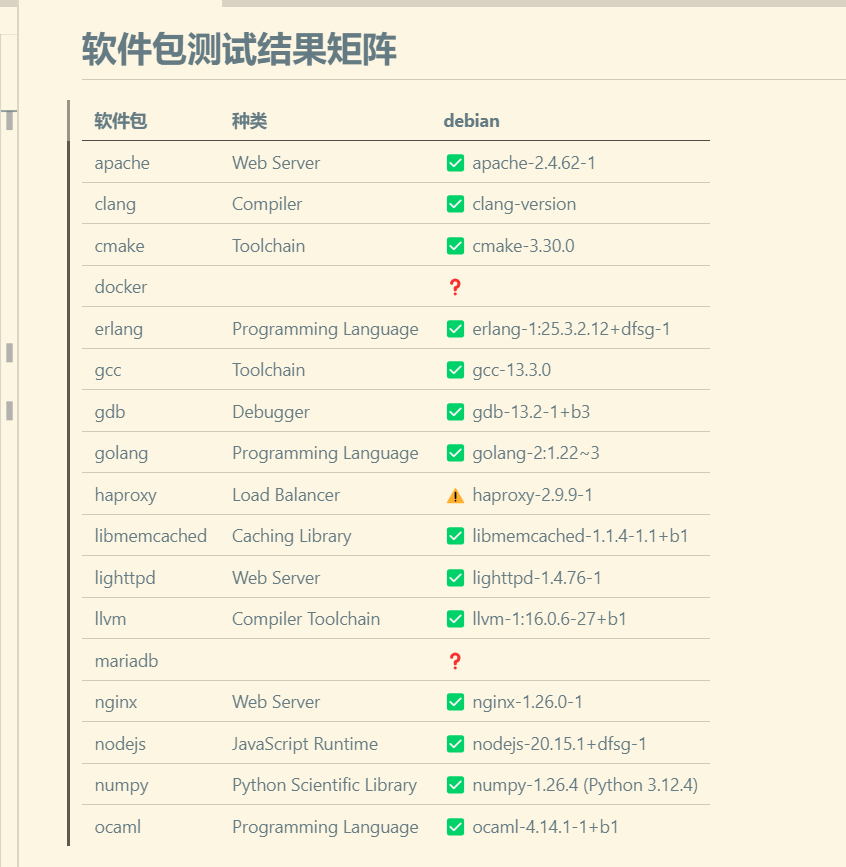 软件包测试结果矩阵
软件包 种类 debian
apache Web Server ✅ apache-2.4.62-1
clang Compiler ✅ clang-version
cmake Toolchain ✅ cmake-3.30.0
docker ❓
erlang Programming Language ✅ erlang-1:25.3.2.12+dfsg-1
gcc Toolchain ✅ gcc-13.3.0
gdb Debugger ✅ gdb-13.2-1+b3
golang Programming Language ✅ golang-2:1.22~3
haproxy Load Balancer ⚠️ haproxy-2.9.9-1
libmemcached Caching Library ✅ libmemcached-1.1.4-1.1+b1
lighttpd Web Server ✅ lighttpd-1.4.76-1
llvm Compiler Toolchain ✅ llvm-1:16.0.6-27+b1
mariadb ❓
nginx Web Server ✅ nginx-1.26.0-1
nodejs JavaScript Runtime ✅ nodejs-20.15.1+dfsg-1
numpy Python Scientific Library ✅ numpy-1.26.4 (Python 3.12.4)
ocaml Programming Language ✅ ocaml-4.14.1-1+b1